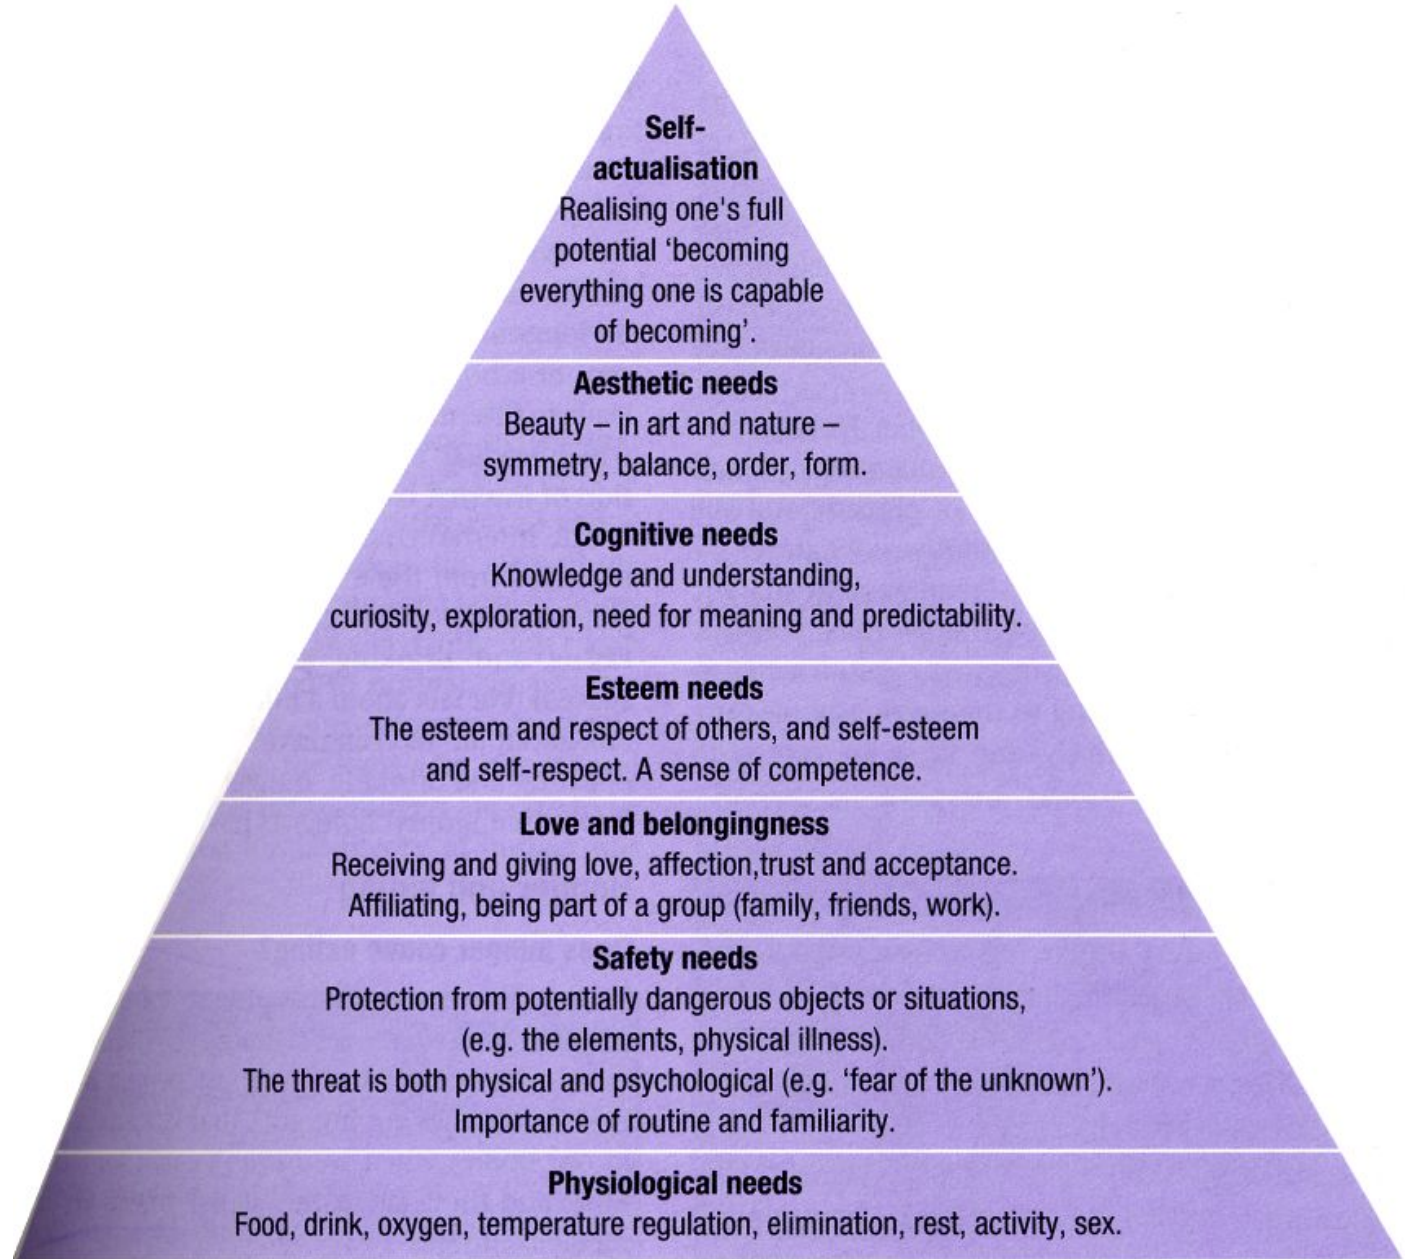 Self-
actualisation
Realising one's full
potential ‘becoming
everything one is capable
of becoming’.
Aesthetic needs
Beauty – in art and nature –
symmetry, balance, order, form.
Cognitive needs
Knowledge and understanding,
curiosity, exploration, need for meaning and predictability.
Esteem needs
The esteem and respect of others, and self-esteem
and self-respect. A sense of competence.
Love and belongingness
Receiving and giving love, affection,trust and acceptance.
Affiliating, being part of a group (family, friends, work).
Safety needs
Protection from potentially dangerous objects or situations,
(e.g. the elements, physical illness).
The threat is both physical and psychological (e.g. ‘fear of the unknown’).
Importance of routine and familiarity.
Physiological needs
Food, drink, oxygen, temperature regulation, elimination, rest, activity, sex.